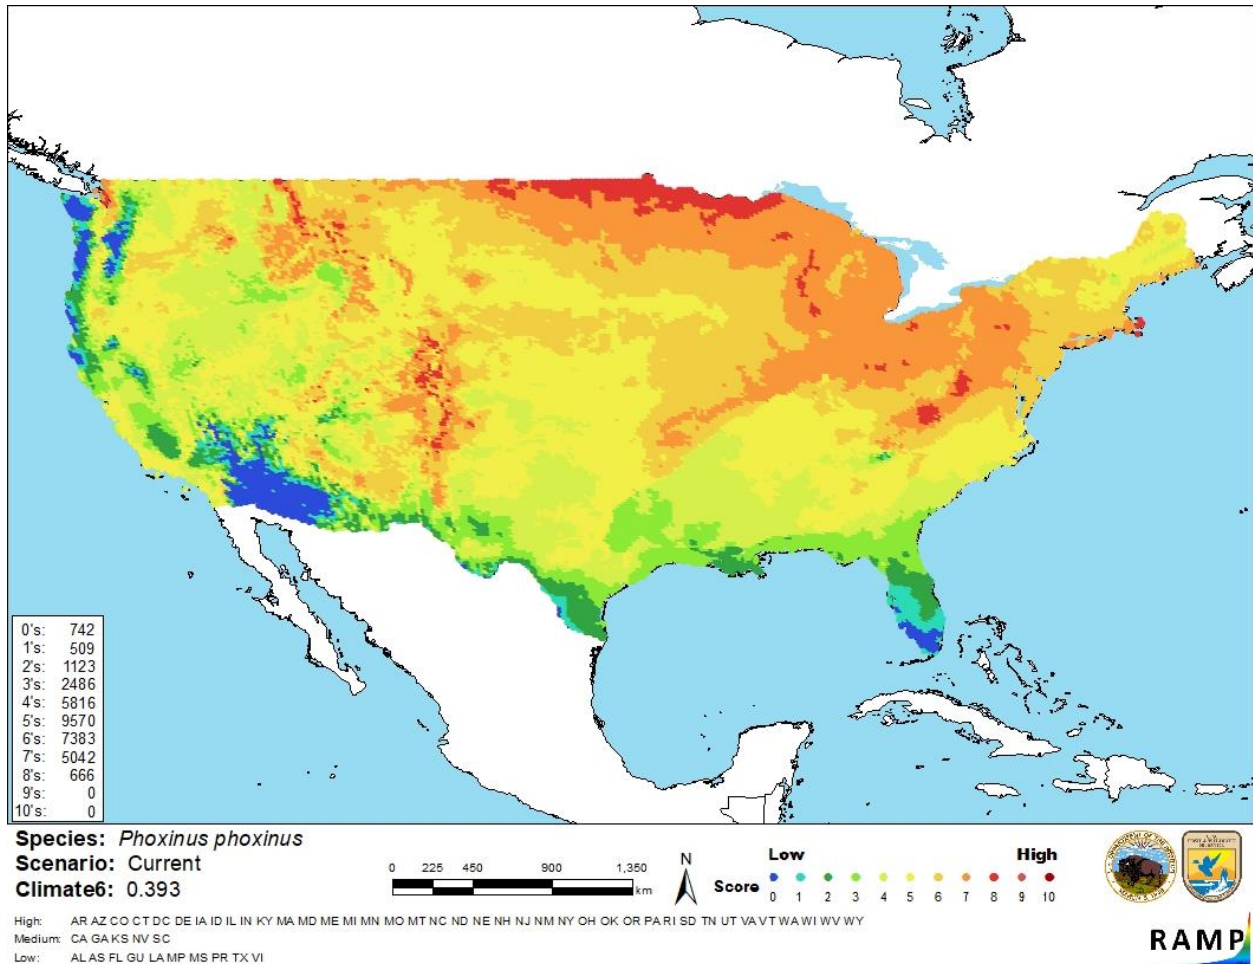 0's: 742
1's: 509
2's: 1123
3's: 2486
4's: 5816
5's: 9570
6's: 7383
7's: 5042
8's: 666
9's: 0
10's: 0
Species: Phoxinus phoxinus
Scenario: Current
Climate6: 0.393
0 225 450 900 1,350
km
N
Low High
Score 0 1 2 3 4 5 6 7 8 9 10
High: AR AZ CO CT DC DE IA ID IL IN KY MA MD ME MI MN MO MT NC ND NE NH NJ NM NY OH OK OR PA RI SD TN UT VA VT WA WI WV WY
Medium: CA GA KS NV SC
Low: AL AS FL GU LA MP MS PR TX VI
RAMP